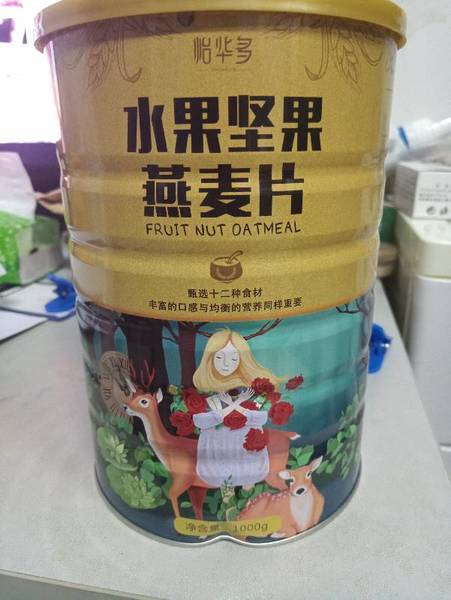 怡华多
水果坚果
燕麦片
FRUIT NUT OATMEAL
甄选十二种食材
丰富的口感与均衡的营养同样重要
净含量：1000g